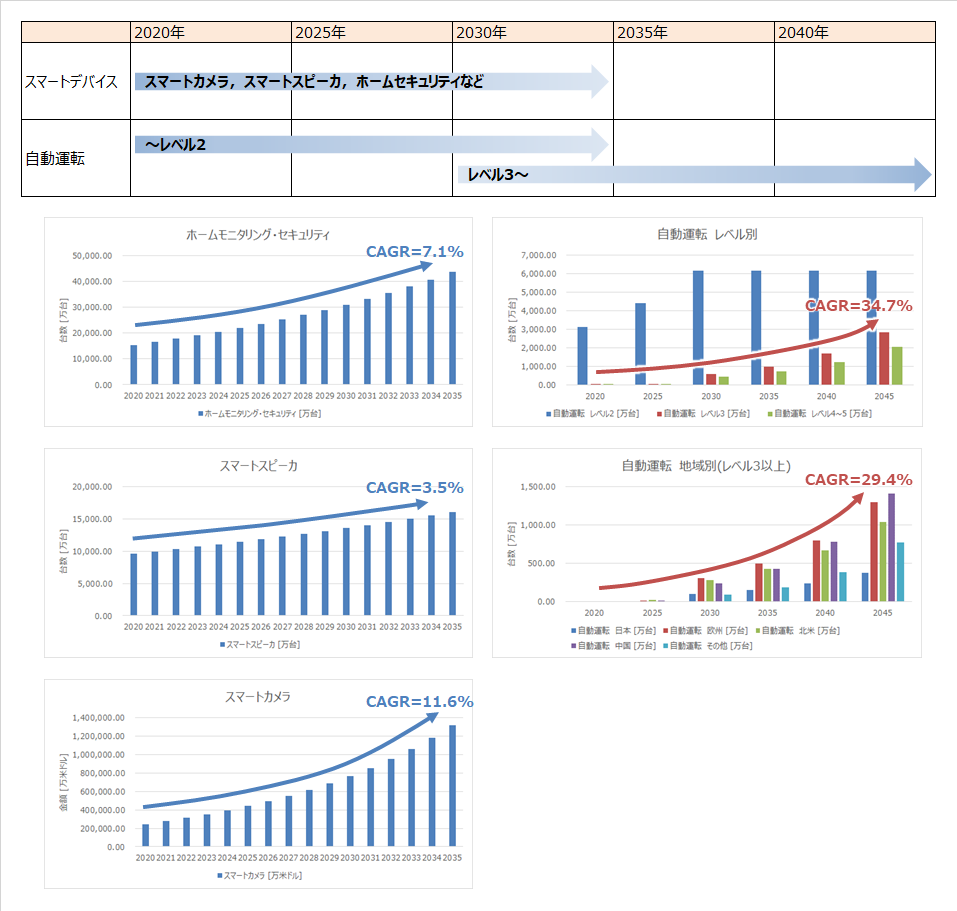 2020年 2025年 2030年 2035年 2040年
スマートデバイス
スマートカメラ，スマートスピーカ，ホームセキュリティなど
自動運転
～レベル2
レベル3～
ホームモニタリング・セキュリティ
CAGR=7.1%
台数 [万台]
50,000.00
40,000.00
30,000.00
20,000.00
10,000.00
0.00
2020 2021 2022 2023 2024 2025 2026 2027 2028 2029 2030 2031 2032 2033 2034 2035
ホームモニタリング・セキュリティ [万台]
自動運転 レベル別
CAGR=34.7%
台数 [万台]
7,000.00
6,000.00
5,000.00
4,000.00
3,000.00
2,000.00
1,000.00
0.00
2020 2025 2030 2035 2040 2045
自動運転 レベル2 [万台] 自動運転 レベル3 [万台] 自動運転 レベル4~5 [万台]
スマートスピーカ
CAGR=3.5%
台数 [万台]
20,000.00
15,000.00
10,000.00
5,000.00
0.00
2020 2021 2022 2023 2024 2025 2026 2027 2028 2029 2030 2031 2032 2033 2034 2035
スマートスピーカ [万台]
自動運転 地域別(レベル3以上)
CAGR=29.4%
台数 [万台]
1,500.00
1,000.00
500.00
0.00
2020 2025 2030 2035 2040 2045
自動運転 日本 [万台] 自動運転 欧州 [万台] 自動運転 北米 [万台]
自動運転 中国 [万台] 自動運転 その他 [万台]
スマートカメラ
CAGR=11.6%
金額 [万米ドル]
1,400,000.00
1,200,000.00
1,000,000.00
800,000.00
600,000.00
400,000.00
200,000.00
0.00
2020 2021 2022 2023 2024 2025 2026 2027 2028 2029 2030 2031 2032 2033 2034 2035
スマートカメラ [万米ドル]